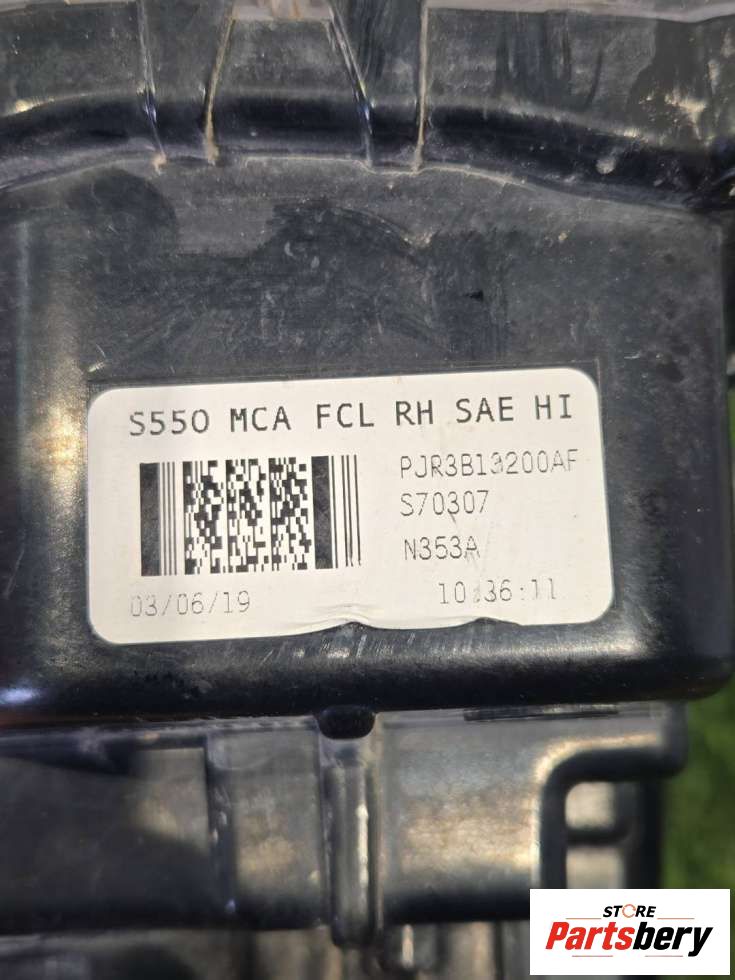 S550 MCA FCL RH SAE HI
PJR3B13200AF
S70307
N353A
03/06/19
10:36:11
STORE
Partsbery